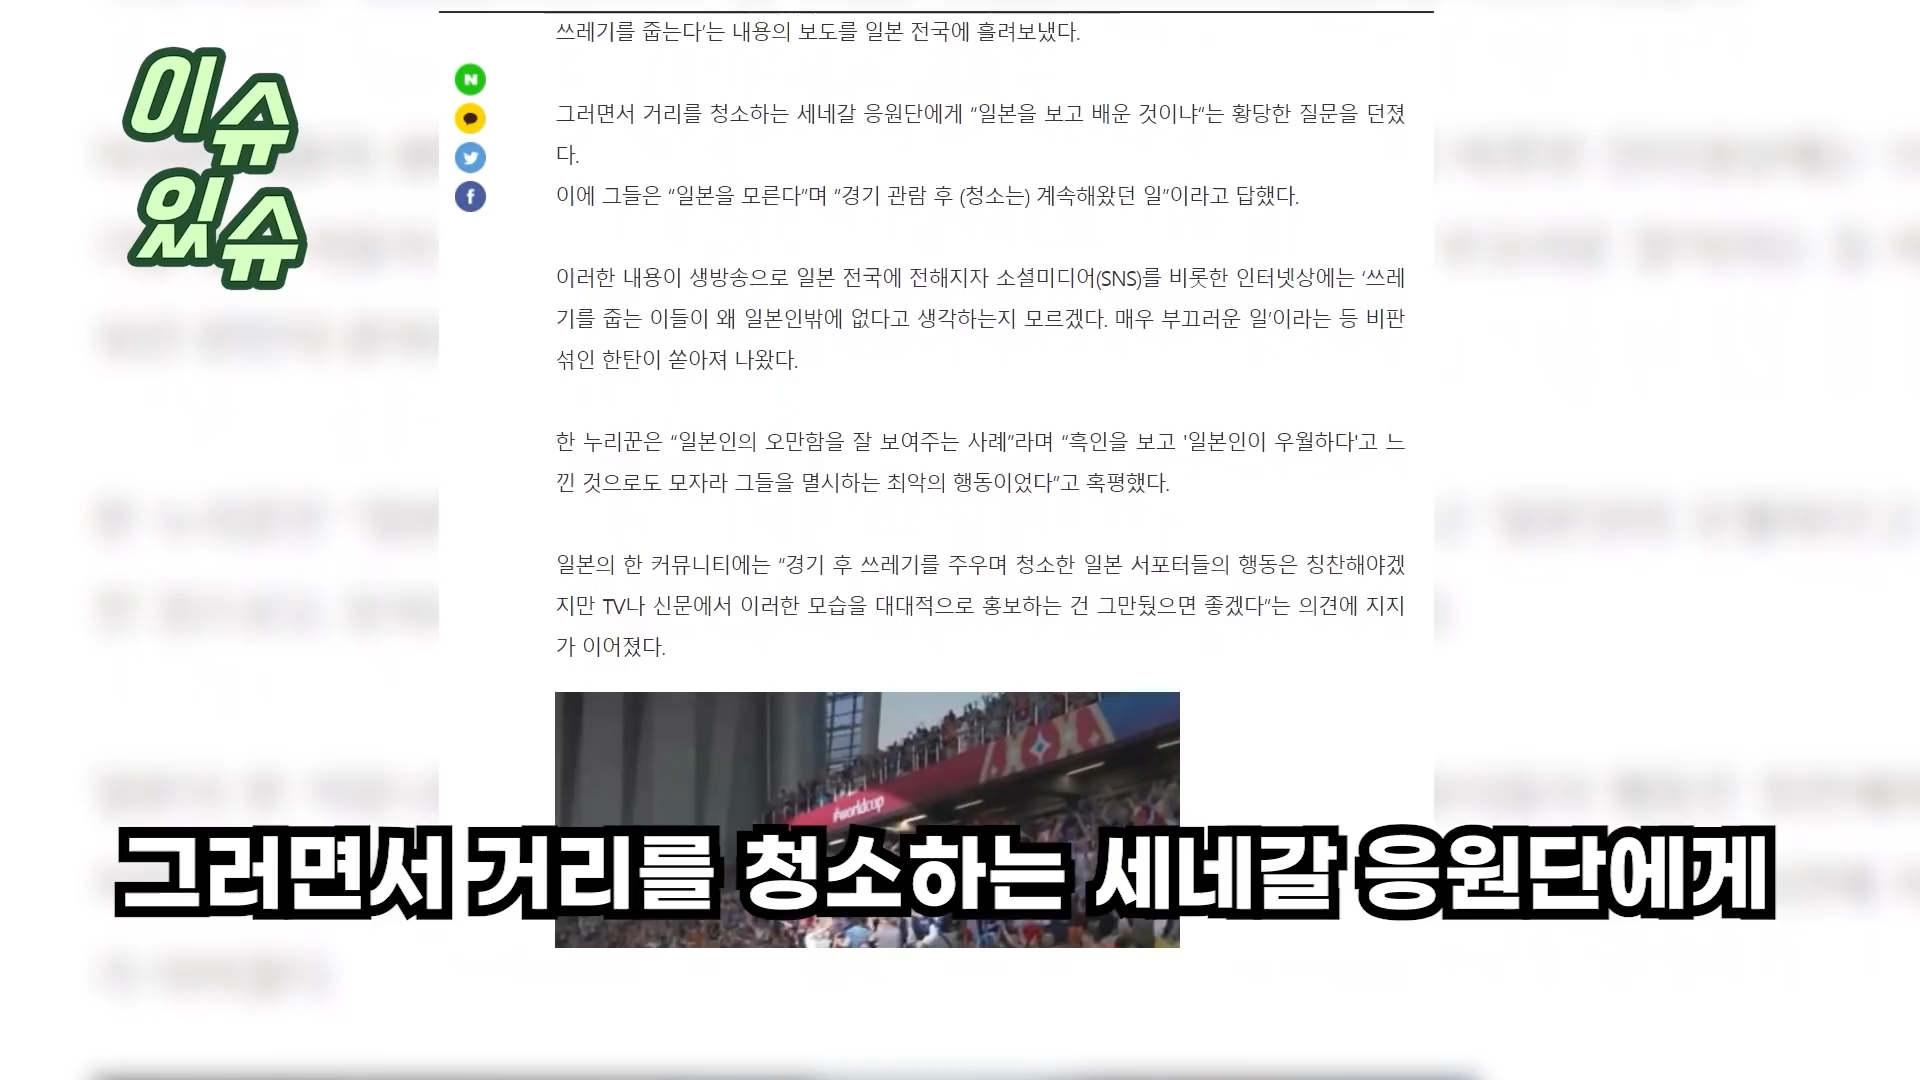 이슈
있슈
쓰레기를 줍는다’는 내용의 보도를 일본 전국에 흘려보냈다.
그러면서 거리를 청소하는 세네갈 응원단에게 “일본을 보고 배운 것이냐“는 황당한 질문을 던졌
다.
이에 그들은 “일본을 모른다”며 “경기 관람 후 (청소는) 계속해왔던 일”이라고 답했다.
이러한 내용이 생방송으로 일본 전국에 전해지자 소셜미디어(SNS)를 비롯한 인터넷상에는 ‘쓰레
기를 줍는 이들이 왜 일본인밖에 없다고 생각하는지 모르겠다. 매우 부끄러운 일’이라는 등 비판
섞인 한탄이 쏟아져 나왔다.
한 누리꾼은 “일본인의 오만함을 잘 보여주는 사례”라며 “흑인을 보고 '일본인이 우월하다'고 느
낀 것으로도 모자라 그들을 멸시하는 최악의 행동이었다”고 혹평했다.
일본의 한 커뮤니티에는 “경기 후 쓰레기를 주우며 청소한 일본 서포터들의 행동은 칭찬해야겠
지만 TV나 신문에서 이러한 모습을 대대적으로 홍보하는 건 그만뒀으면 좋겠다”는 의견에 지지
가 이어졌다.
#worldcup
그러면서 거리를 청소하는 세네갈 응원단에게